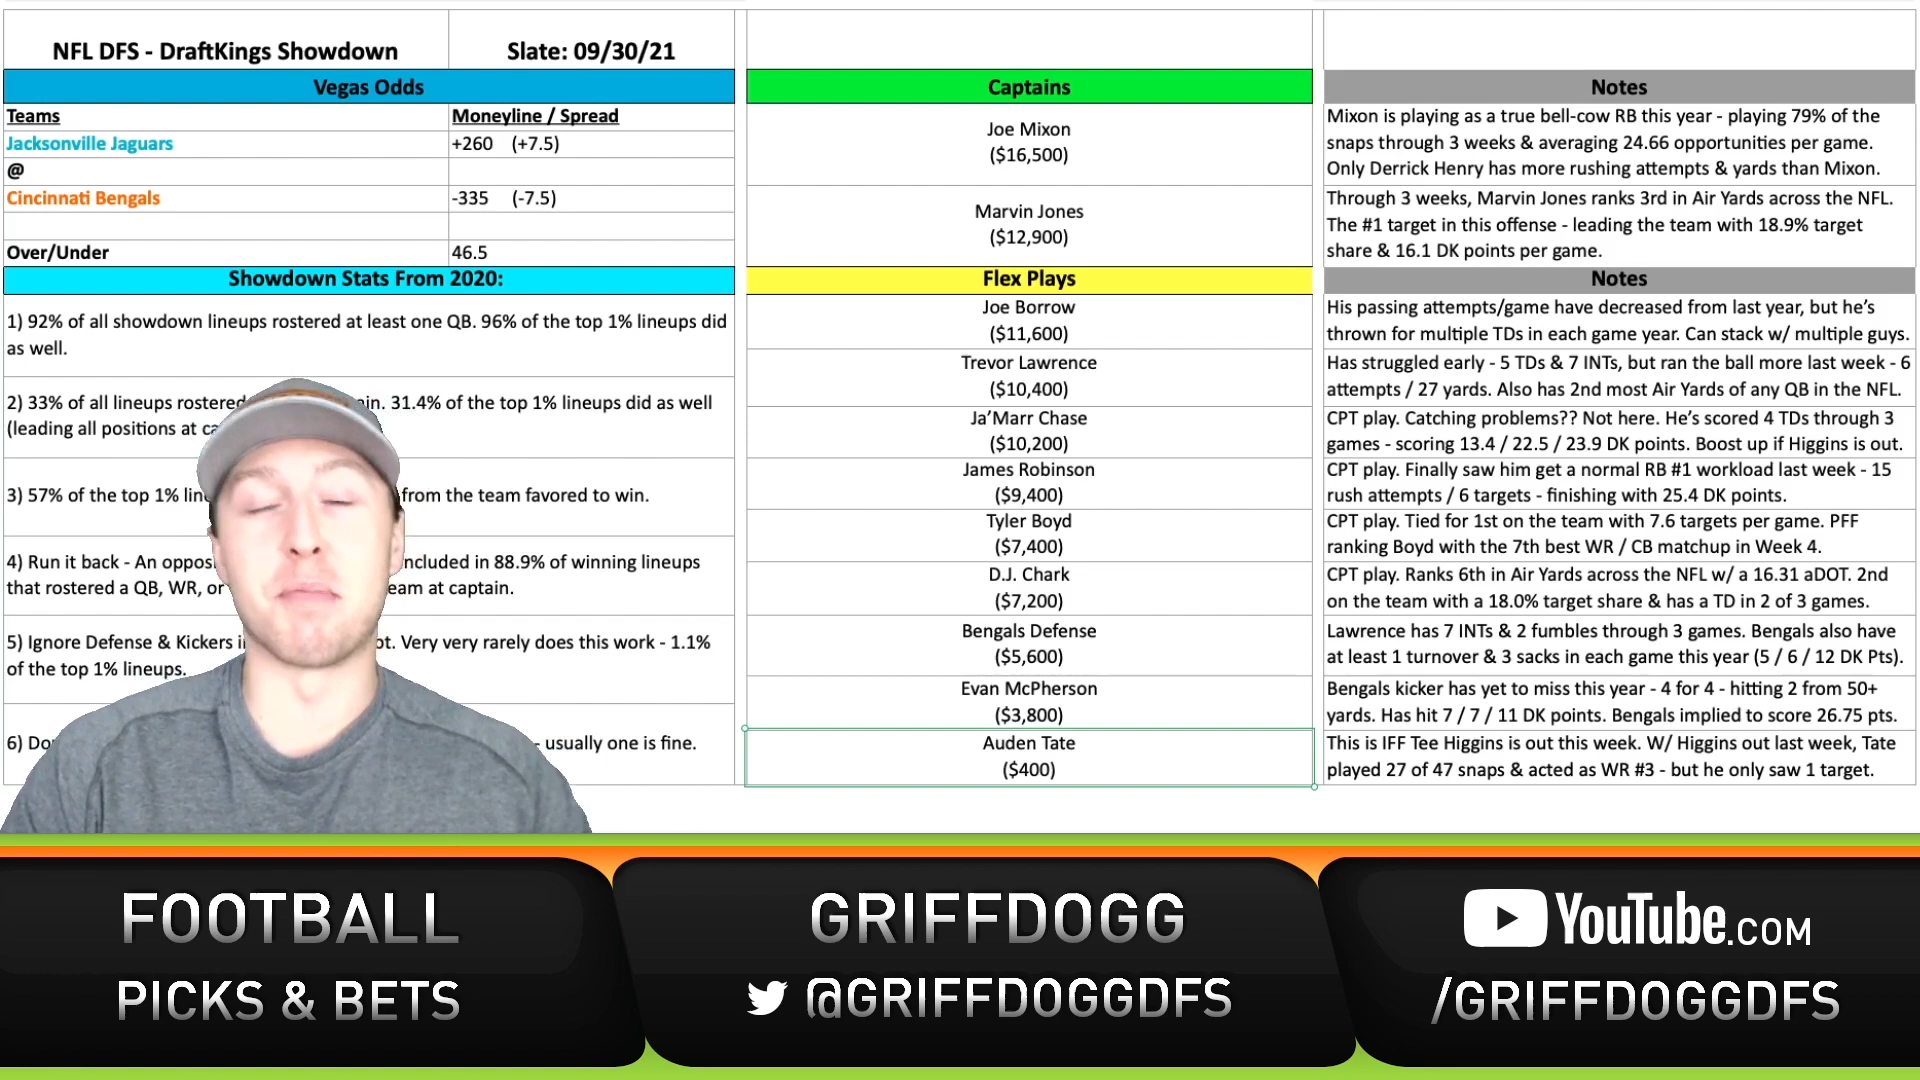 NFL DFS - DraftKings Showdown
Slate: 09/30/21
Vegas Odds
Teams
Moneyline / Spread
Jacksonville Jaguars
+260 (+7.5)
@
Cincinnati Bengals
-335 (-7.5)
Over/Under
46.5
Showdown Stats From 2020:
1) 92% of all showdown lineups rostered at least one QB. 96% of the top 1% lineups did
as well.
2) 33% of all lineups rostered in. 31.4% of the top 1% lineups did as well
(leading all positions at
3) 57% of the top 1% from the team favored to win.
4) Run it back - An in 88.9% of winning lineups
that rostered a QB, WR, or at captain.
5) Ignore Defense & Kickers Very very rarely does this work - 1.1%
of the top 1% lineups.
6) - usually one is fine.
Captains
Joe Mixon
($16,500)
Marvin Jones
($12,900)
Flex Plays
Joe Borrow
($11,600)
Trevor Lawrence
($10,400)
Ja'Marr Chase
($10,200)
James Robinson
($9,400)
Tyler Boyd
($7,400)
D.J. Chark
($7,200)
Bengals Defense
($5,600)
Evan McPherson
($3,800)
Auden Tate
($400)
Notes
Mixon is playing as a true bell-cow RB this year - playing 79% of the
snaps through 3 weeks & averaging 24.66 opportunities per game.
Only Derrick Henry has more rushing attempts & yards than Mixon.
Through 3 weeks, Marvin Jones ranks 3rd in Air Yards across the NFL.
The #1 target in this offense - leading the team with 18.9% target
share & 16.1 DK points per game.
Notes
His passing attempts/game have decreased from last year, but he's
thrown for multiple TDs in each game year. Can stack w/ multiple guys.
Has struggled early - 5 TDs & 7 INTs, but ran the ball more last week - 6
attempts / 27 yards. Also has 2nd most Air Yards of any QB in the NFL.
CPT play. Catching problems?? Not here. He's scored 4 TDs through 3
games - scoring 13.4 / 22.5 / 23.9 DK points. Boost up if Higgins is out.
CPT play. Finally saw him get a normal RB #1 workload last week - 15
rush attempts / 6 targets - finishing with 25.4 DK points.
CPT play. Tied for 1st on the team with 7.6 targets per game. PFF
ranking Boyd with the 7th best WR / CB matchup in Week 4.
CPT play. Ranks 6th in Air Yards across the NFL w/ a 16.31 aDOT. 2nd
on the team with a 18.0% target share & has a TD in 2 of 3 games.
Lawrence has 7 INTs & 2 fumbles through 3 games. Bengals also have
at least 1 turnover & 3 sacks in each game this year (5 / 6 / 12 DK Pts).
Bengals kicker has yet to miss this year - 4 for 4 - hitting 2 from 50+
yards. Has hit 7 / 7 / 11 DK points. Bengals implied to score 26.75 pts.
This is IFF Tee Higgins is out this week. W/ Higgins out last week, Tate
played 27 of 47 snaps & acted as WR #3 - but he only saw 1 target.
FOOTBALL
PICKS & BETS
GRIFFDOGG
@GRIFFDOGGDFS
YouTube.COM
/GRIFFDOGGDFS